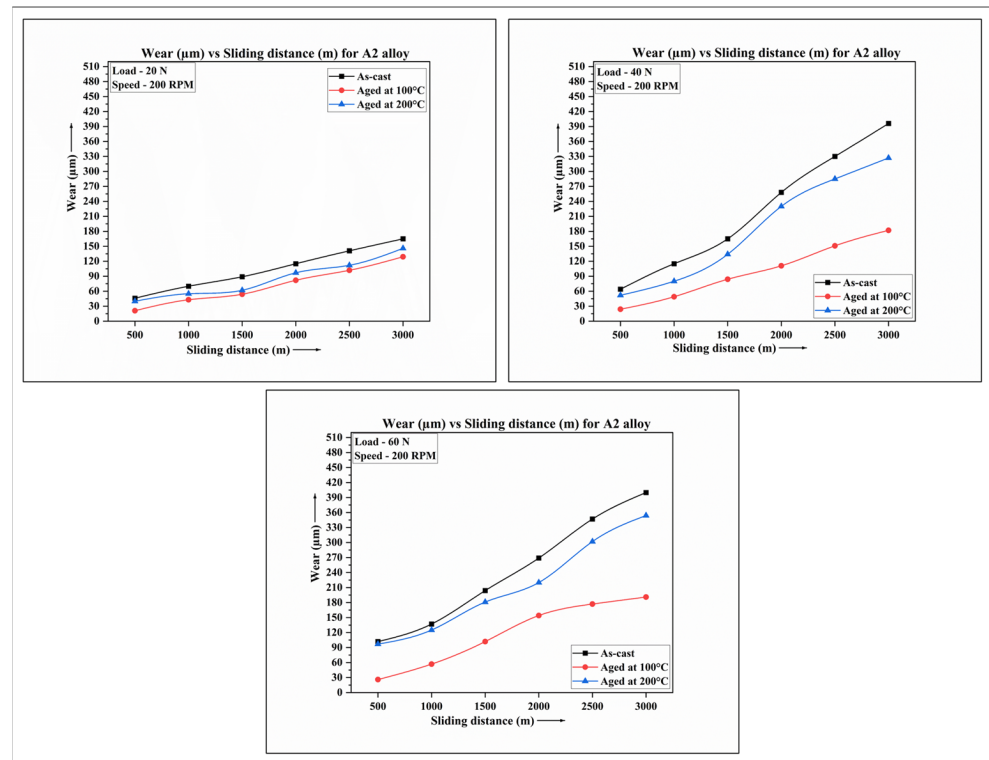 Wear (µm) vs Sliding distance (m) for A2 alloy
Load - 20 N
Speed - 200 RPM
As-cast
Aged at 100°C
Aged at 200°C
Wear (µm)
510
480
450
420
390
360
330
300
270
240
210
180
150
120
90
60
30
0
500 1000 1500 2000 2500 3000
Sliding distance (m)
Wear (µm) vs Sliding distance (m) for A2 alloy
Load - 40 N
Speed - 200 RPM
Wear (µm)
510
480
450
420
390
360
330
300
270
240
210
180
150
120
90
60
30
0
As-cast
Aged at 100°C
Aged at 200°C
500 1000 1500 2000 2500 3000
Sliding distance (m)
Wear (µm) vs Sliding distance (m) for A2 alloy
Load - 60 N
Speed - 200 RPM
Wear (µm)
510
480
450
420
390
360
330
300
270
240
210
180
150
120
90
60
30
0
As-cast
Aged at 100°C
Aged at 200°C
500 1000 1500 2000 2500 3000
Sliding distance (m)